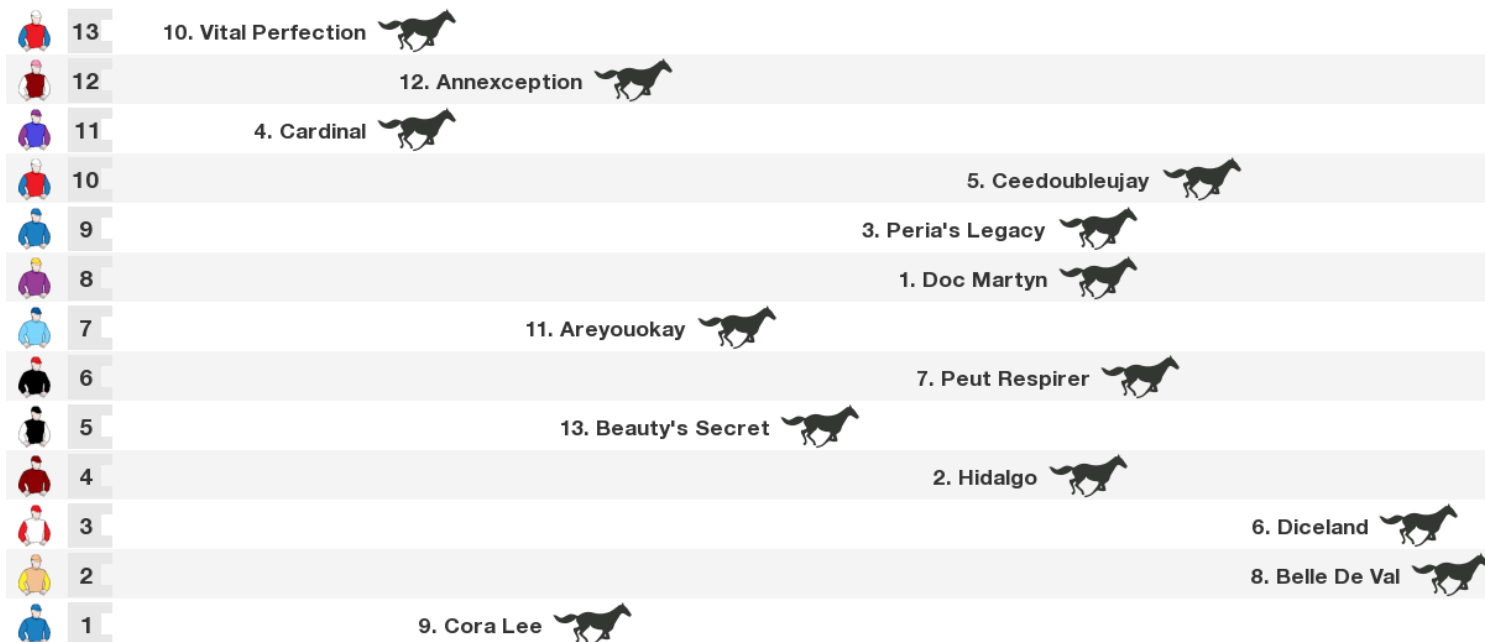 13 10. Vital Perfection
12 12. Annexception
11 4. Cardinal
10 5. Ceedoubleujay
9 3. Peria's Legacy
8 1. Doc Martyn
7 11. Areyouokay
6 7. Peut Respirer
5 13. Beauty's Secret
4 2. Hidalgo
3 6. Diceland
2 8. Belle De Val
1 9. Cora Lee